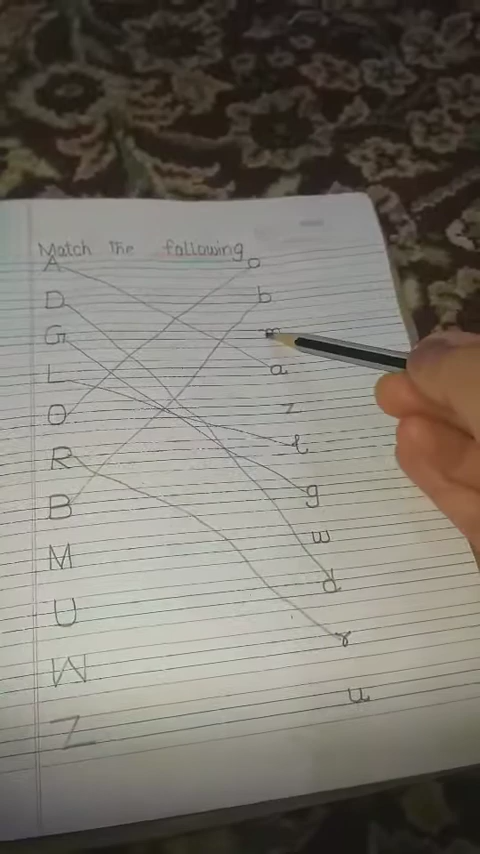 Match the following
A o
D b
G m
L a
O z
R l
B g
M w
U d
W r
Z u